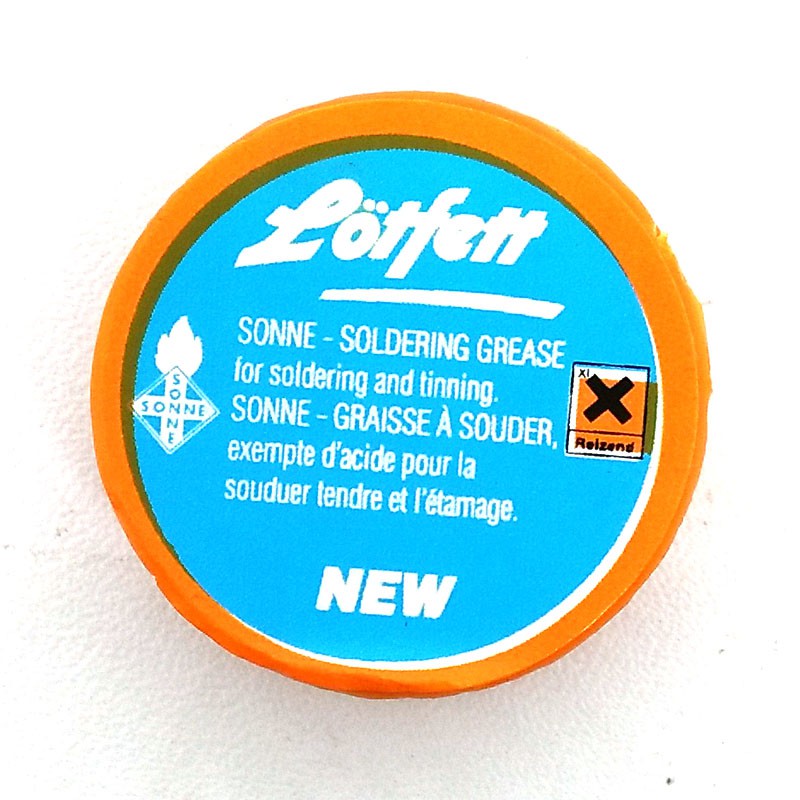 Lötfett
SONNE - SOLDERING GREASE
for soldering and tinning.
SONNE - GRAISSE À SOUDER,
exempte d'acide pour la
souduer tendre et l'étamage.
NEW
SONNE
SONNE
XI
Reizend